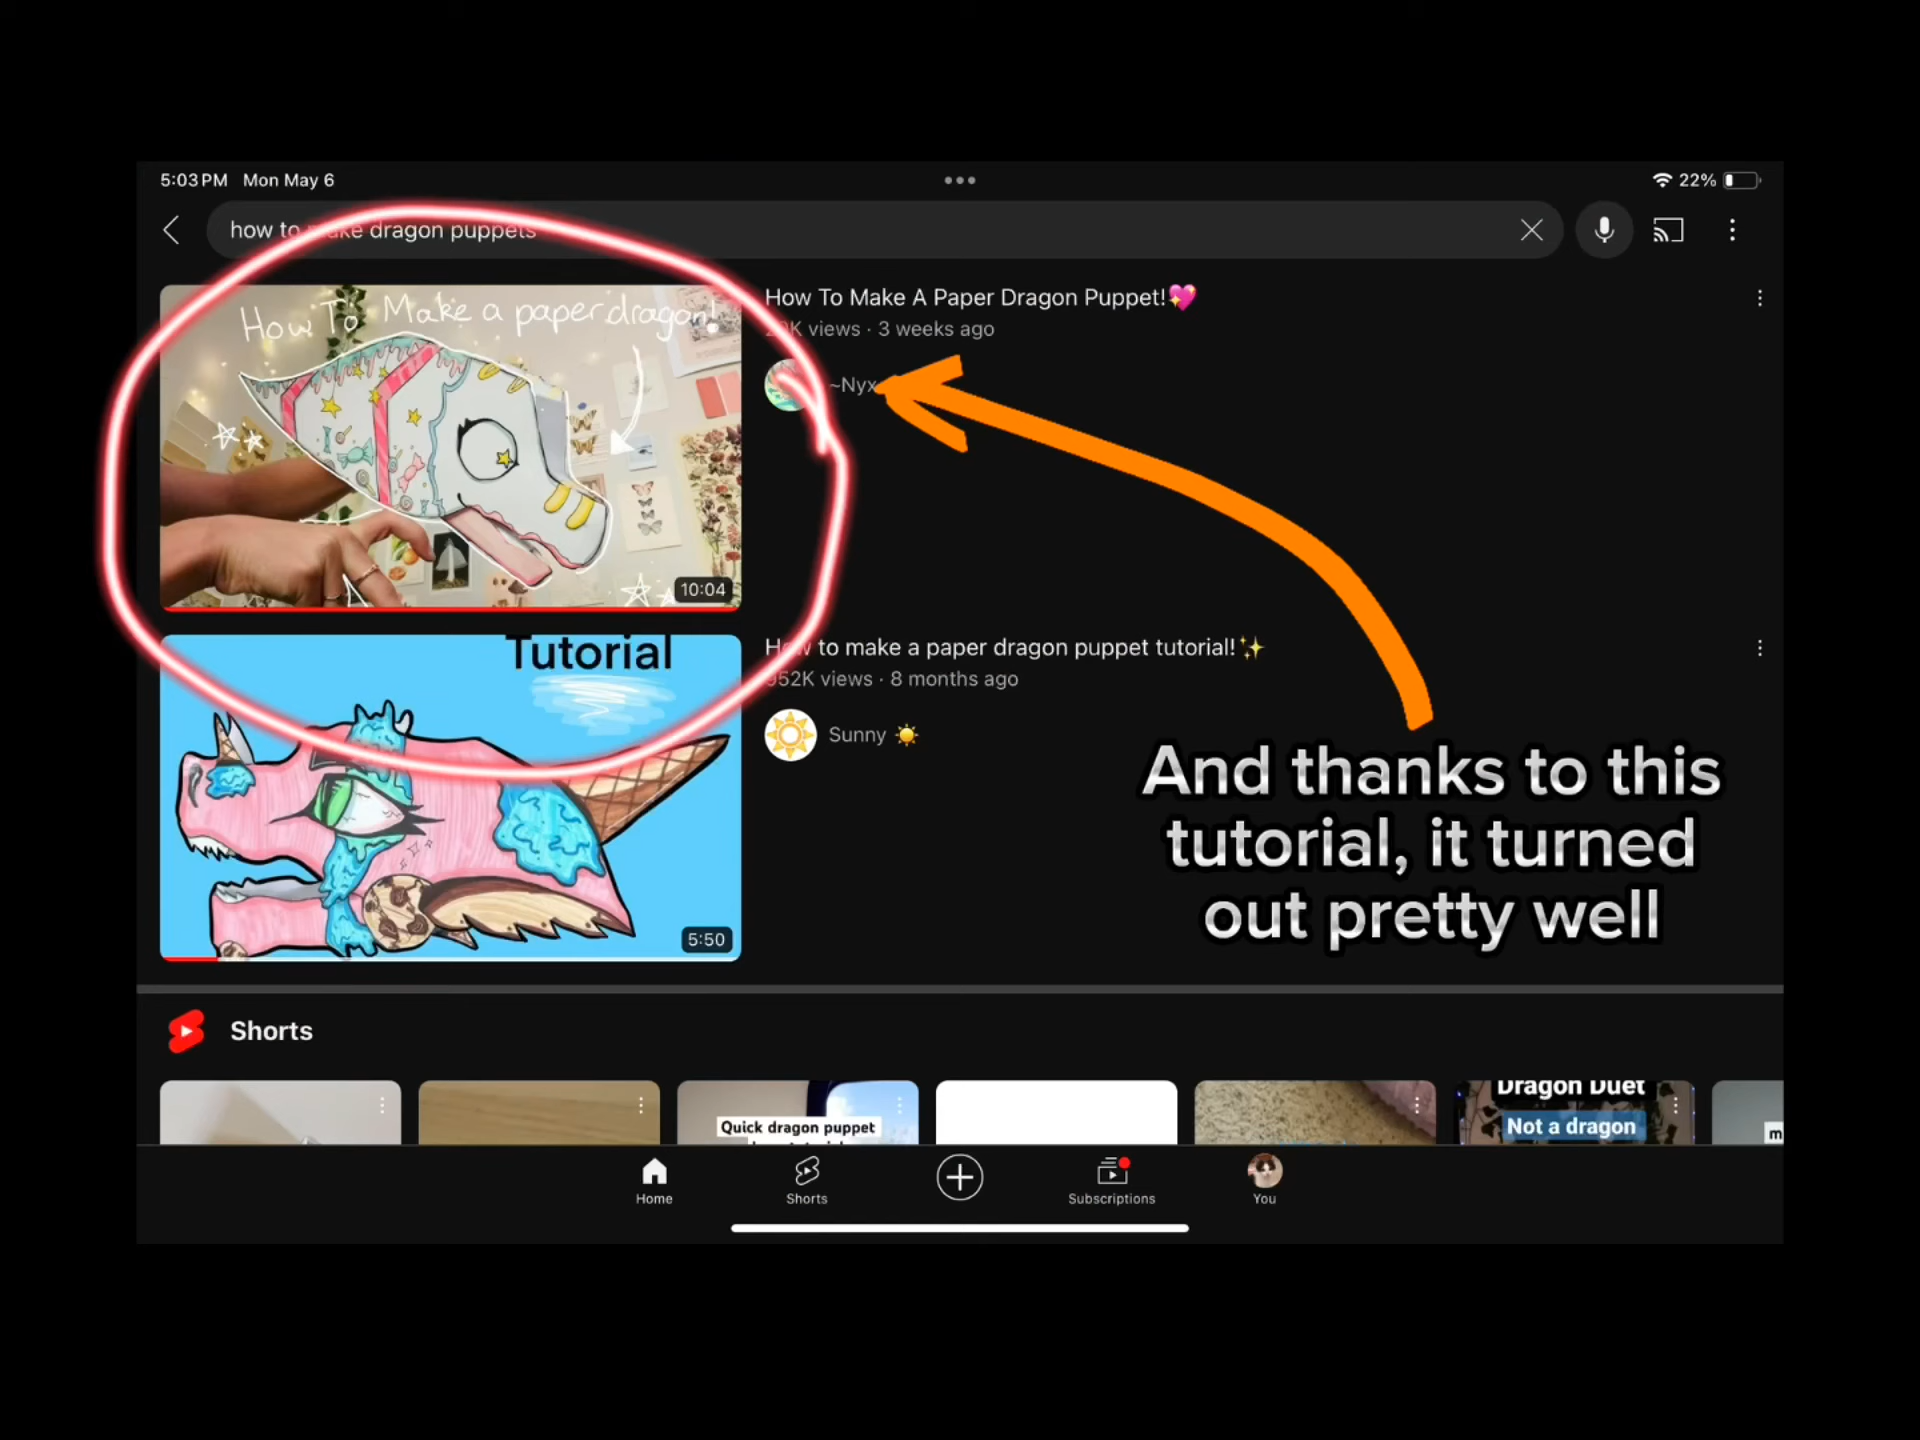 5:03 PM Mon May 6
22%
how to make dragon puppets
How To Make a paper dragon!
10:04
How To Make A Paper Dragon Puppet!💖
views · 3 weeks ago
~Nyx
Tutorial
5:50
How to make a paper dragon puppet tutorial!✨
952K views · 8 months ago
Sunny ☀️
And thanks to this
tutorial, it turned
out pretty well
Shorts
Quick dragon puppet
Dragon Duet
Not a dragon
Home
Shorts
Subscriptions
You